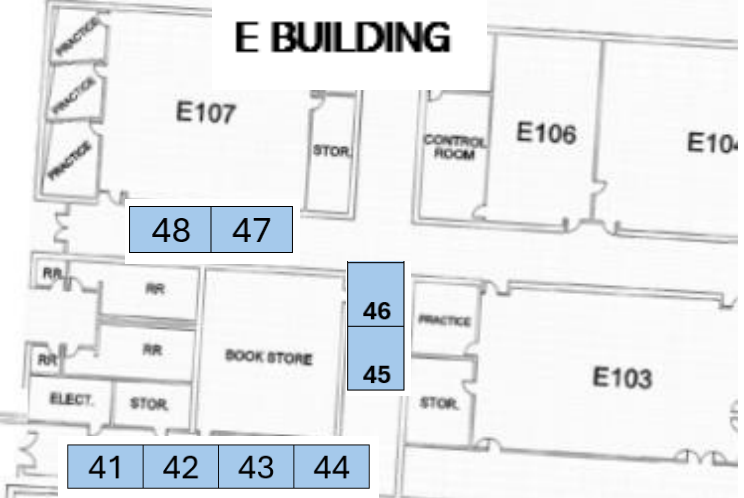 E BUILDING
PRACTICE
PRACTICE
PRACTICE
E107
STOR.
CONTROL
ROOM
E106
E104
48 47
RR
RR
RR
RR
BOOK STORE
46
45
PRACTICE
E103
STOR.
ELECT.
STOR.
41 42 43 44